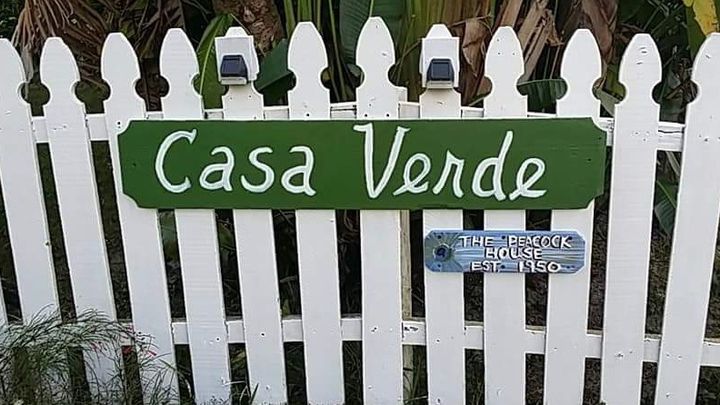 Casa Verde
THE PEACOCK
HOUSE
EST. 1950